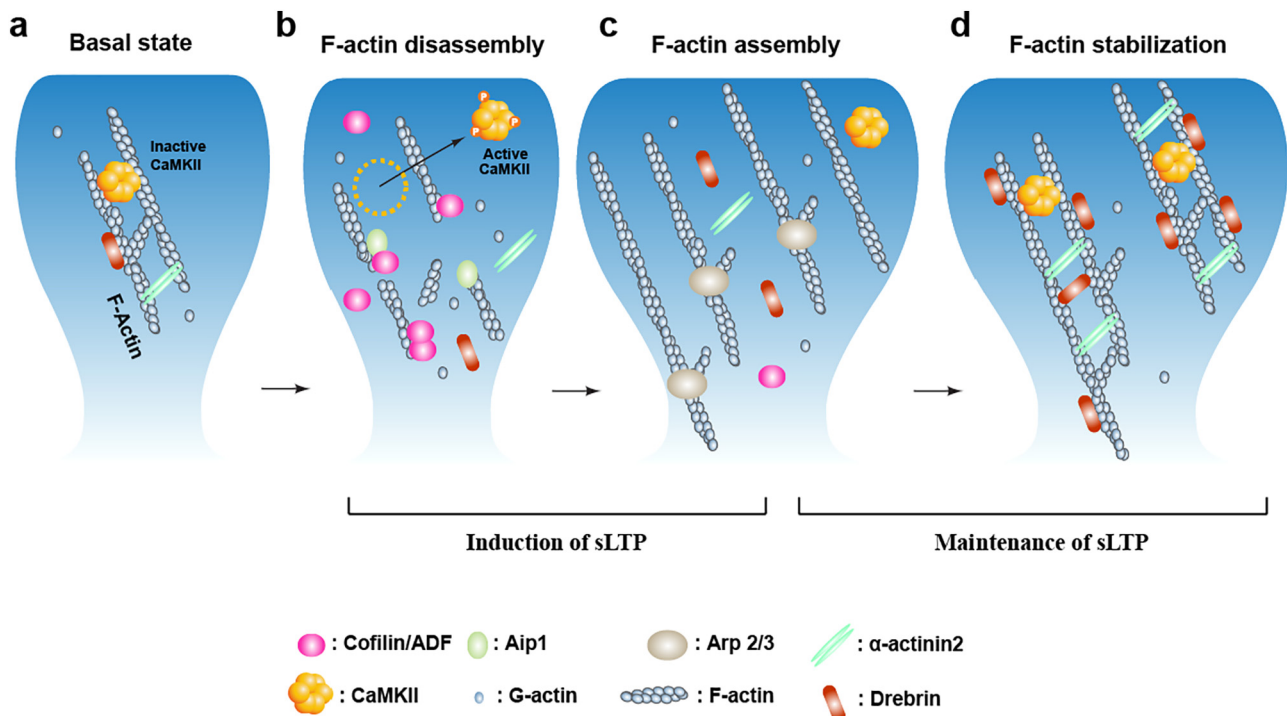 a
Basal state
b
F-actin disassembly
c
F-actin assembly
d
F-actin stabilization
Inactive
CaMKII
F-Actin
P
P
P
Active
CaMKII
Induction of sLTP
Maintenance of sLTP
: Cofilin/ADF
: Aip1
: Arp 2/3
: α-actinin2
: CaMKII
: G-actin
: F-actin
: Drebrin